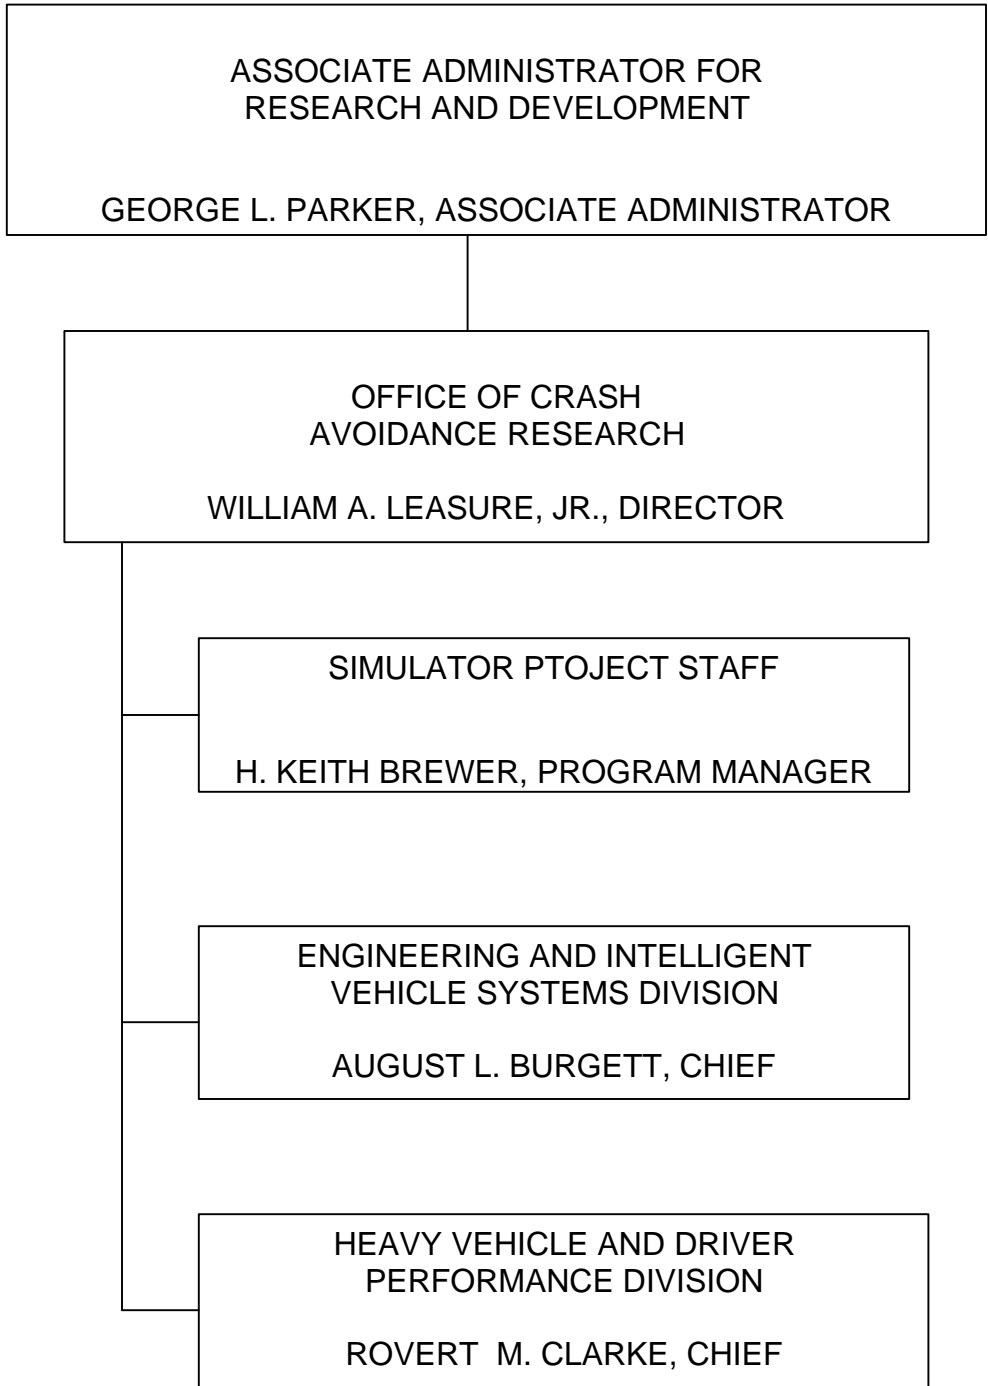 ASSOCIATE ADMINISTRATOR FOR
RESEARCH AND DEVELOPMENT
GEORGE L. PARKER, ASSOCIATE ADMINISTRATOR
OFFICE OF CRASH
AVOIDANCE RESEARCH
WILLIAM A. LEASURE, JR., DIRECTOR
SIMULATOR PTOJECT STAFF
H. KEITH BREWER, PROGRAM MANAGER
ENGINEERING AND INTELLIGENT
VEHICLE SYSTEMS DIVISION
AUGUST L. BURGETT, CHIEF
HEAVY VEHICLE AND DRIVER
PERFORMANCE DIVISION
ROVERT  M. CLARKE, CHIEF